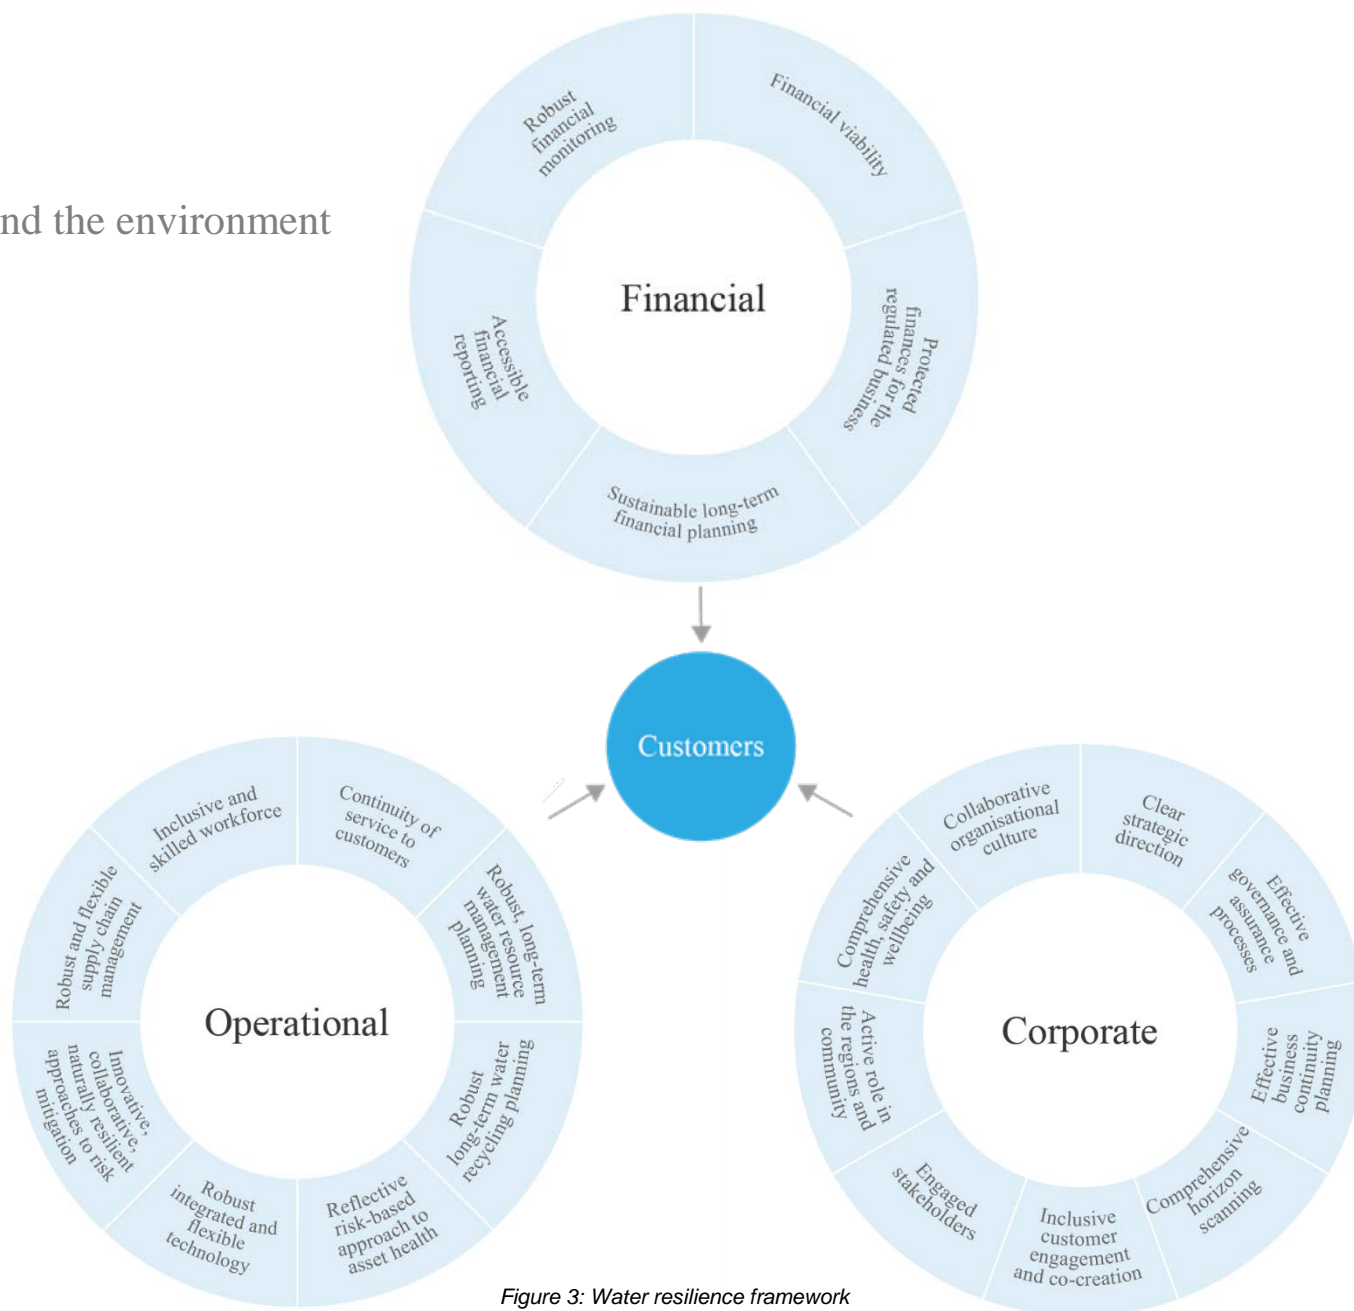 Robust
financial
monitoring
Financial viability
nd the environment
Financial
Accessible
financial
reporting
Protected
finances for the
regulated business
Sustainable long-term
financial planning
Customers
Inclusive and
skilled workforce
Continuity of
service to
customers
Robust and flexible
supply chain
management
Robust, long-term
water resource
management
planning
Operational
Innovative,
collaborative,
naturally resilient
approaches to risk
mitigation
Robust
long-term water
recycling planning
Robust
integrated and
flexible
technology
Reflective
risk-based
approach to
asset health
Collaborative
organisational
culture
Clear
strategic
direction
Comprehensive
health, safety and
wellbeing
Effective
governance and
assurance
processes
Corporate
Active role in
the regions and
community
Effective
business
continuity
planning
Engaged
stakeholders
Inclusive
customer
engagement
and co-creation
Comprehensive
horizon
scanning
Figure 3: Water resilience framework